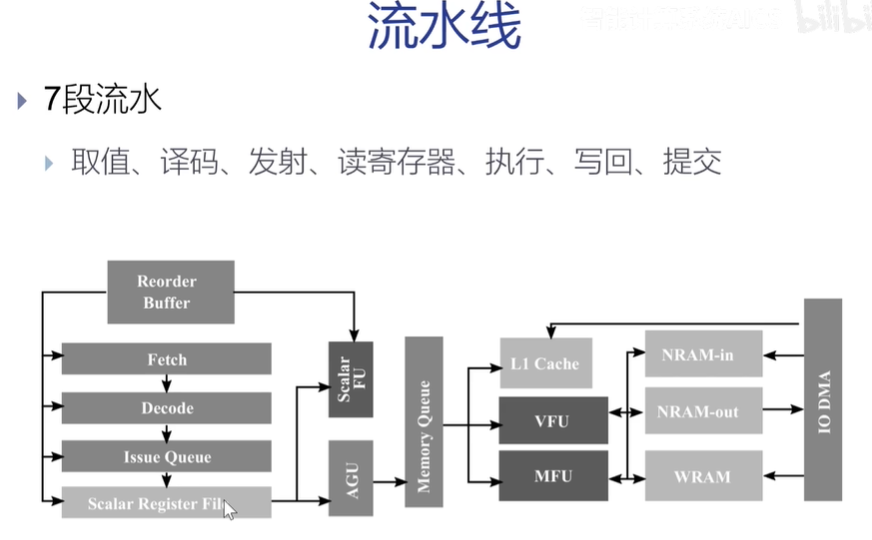 流水线
7段流水
取值、译码、发射、读寄存器、执行、写回、提交
Reorder
Buffer
Fetch
Decode
Issue Queue
Scalar Register
Scalar
FU
AGU
Memory Queue
L1 Cache
VFU
MFU
NRAM-in
NRAM-out
WRAM
IO DMA